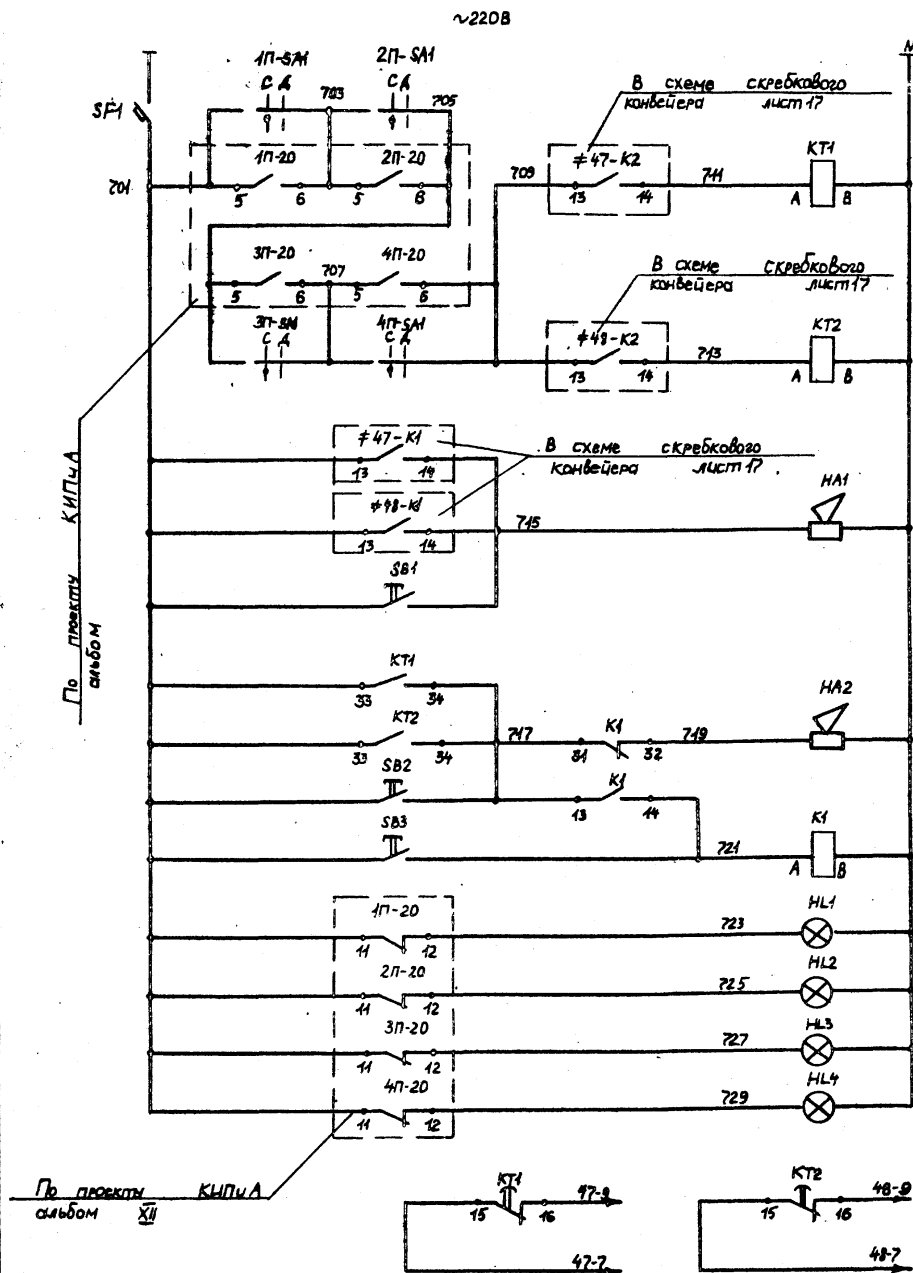 ~220В
N
1П-SA1
2П-SA1
С Д
703
С Д
705
SF1
В схеме скребкового
конвейера лист 17
1П-20
2П-20
701
5
6
5
6
709
≠47-К2
13
14
711
КТ1
А
В
3П-20
707
4П-20
5
6
5
6
В схеме скребкового
конвейера лист 17
3П-SA1
4П-SA1
С Д
С Д
≠48-К2
13
14
713
КТ2
А
В
≠47-К1
13
14
В схеме скребкового
конвейера лист 17
≠48-К1
13
14
715
НА1
SB1
По проекту КИПиА
альбом
КТ1
33
34
НА2
КТ2
33
34
717
К1
31
32
719
SB2
К1
13
14
SB3
721
К1
А
В
1П-20
11
12
723
HL1
2П-20
11
12
725
HL2
3П-20
11
12
727
HL3
4П-20
11
12
729
HL4
По проекту КИПиА
альбом XII
КТ1
15
16
47-9
47-7
КТ2
15
16
48-9
48-7